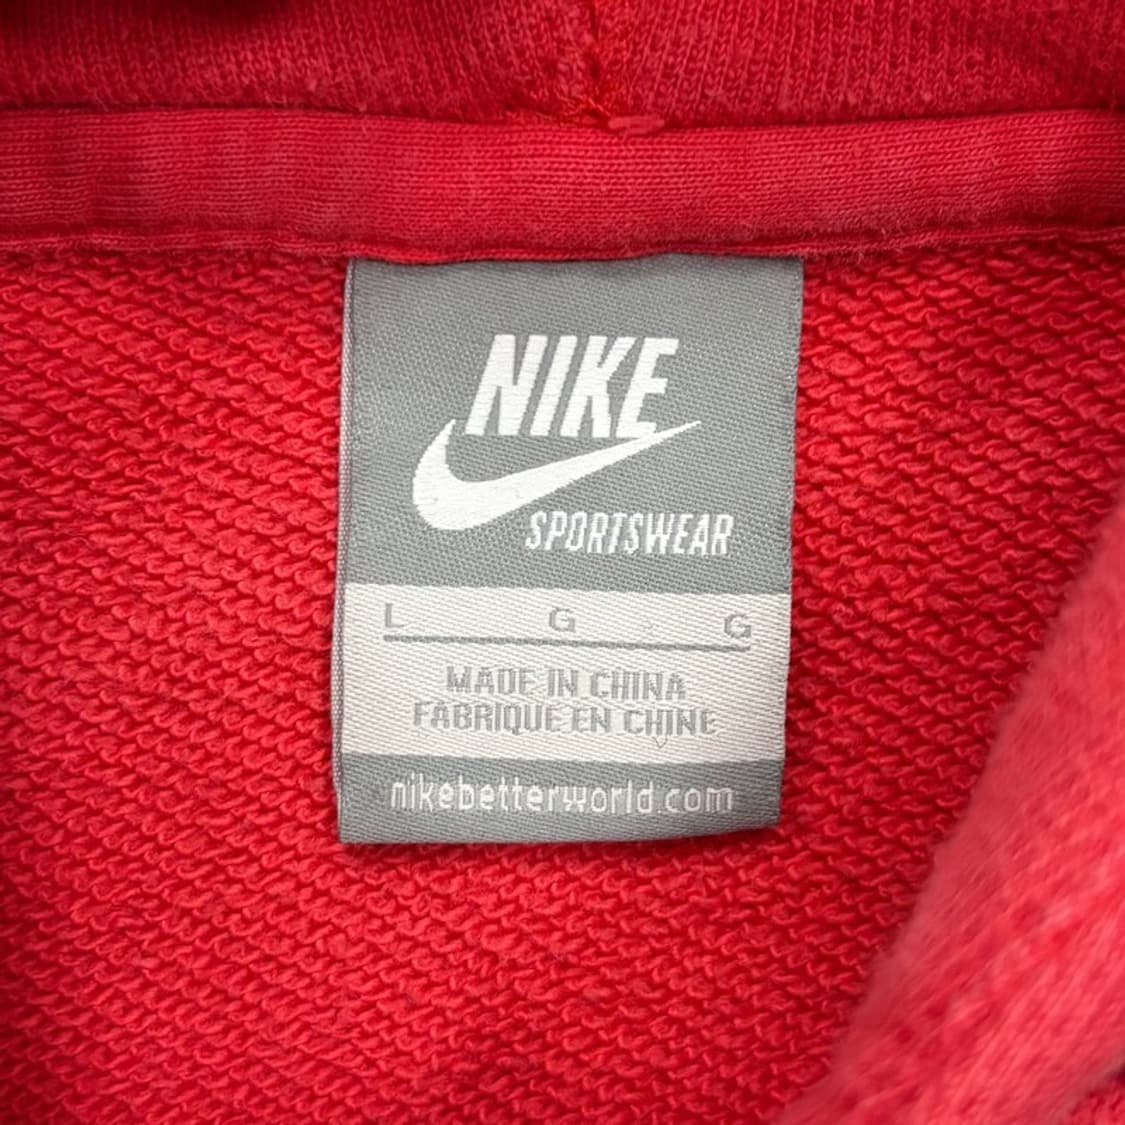 NIKE
SPORTSWEAR
L G G
MADE IN CHINA
FABRIQUE EN CHINE
nikebetterworld.com